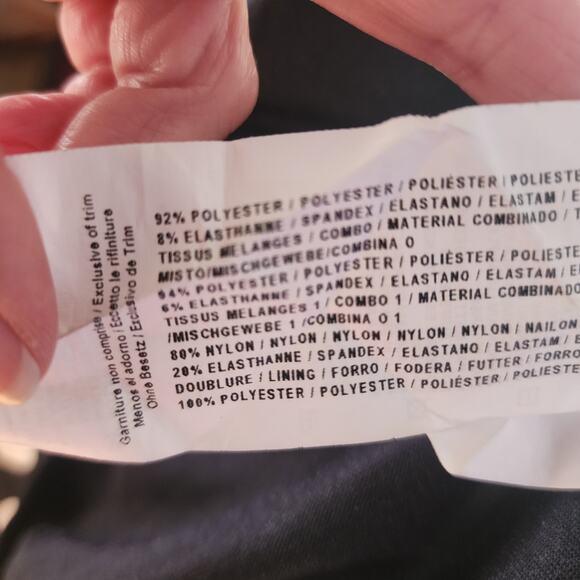 Garniture non comprise / Exclusive of trim
Menos el adorno / Eccetto le rifiniture
Ohne Besetz / Exclusivo de Trim
92% POLYESTER / POLYESTER / POLIÉSTER / POLIESTE
8% ELASTHANNE / SPANDEX / ELASTANO / ELASTAM / E
TISSUS MELANGES / COMBO / MATERIAL COMBINADO / T
MISTO/MISCHGEWEBE/COMBINA O
94% POLYESTER / POLYESTER / POLIÉSTER / POLIESTE
6% ELASTHANNE / SPANDEX / ELASTANO / ELASTAM / E
TISSUS MELANGES 1 / COMBO 1 / MATERIAL COMBINADO
/MISCHGEWEBE 1 /COMBINA O 1
80% NYLON / NYLON / NYLON / NYLON / NYLON / NAILON
20% ELASTHANNE / SPANDEX / ELASTANO / ELASTAM / E
DOUBLURE / LINING / FORRO / FODERA / FUTTER / FORRO
100% POLYESTER / POLYESTER / POLIÉSTER / POLIESTE